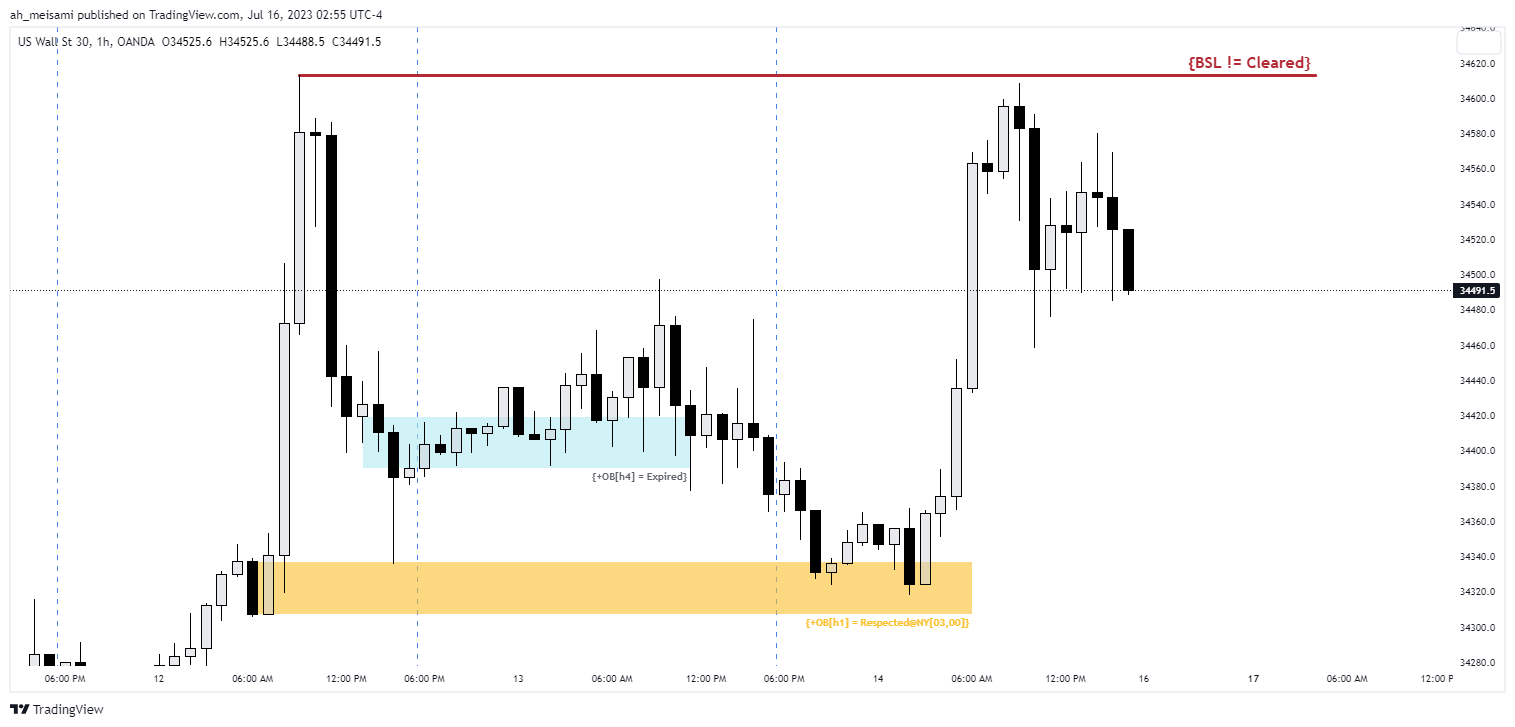 ah_meisami published on TradingView.com, Jul 16, 2023 02:55 UTC-4
US Wall St 30, 1h, OANDA O34525.6 H34525.6 L34488.5 C34491.5
{BSL != Cleared}
{+OB[h4] = Expired}
{+OB[h1] = Respected@NY[03,00]}
34640.0
34620.0
34600.0
34580.0
34560.0
34540.0
34520.0
34500.0
34491.5
34480.0
34460.0
34440.0
34420.0
34400.0
34380.0
34360.0
34340.0
34320.0
34300.0
34280.0
06:00 PM 12 06:00 AM 12:00 PM 06:00 PM 13 06:00 AM 12:00 PM 06:00 PM 14 06:00 AM 12:00 PM 16 17 06:00 AM 12:00 P
TradingView